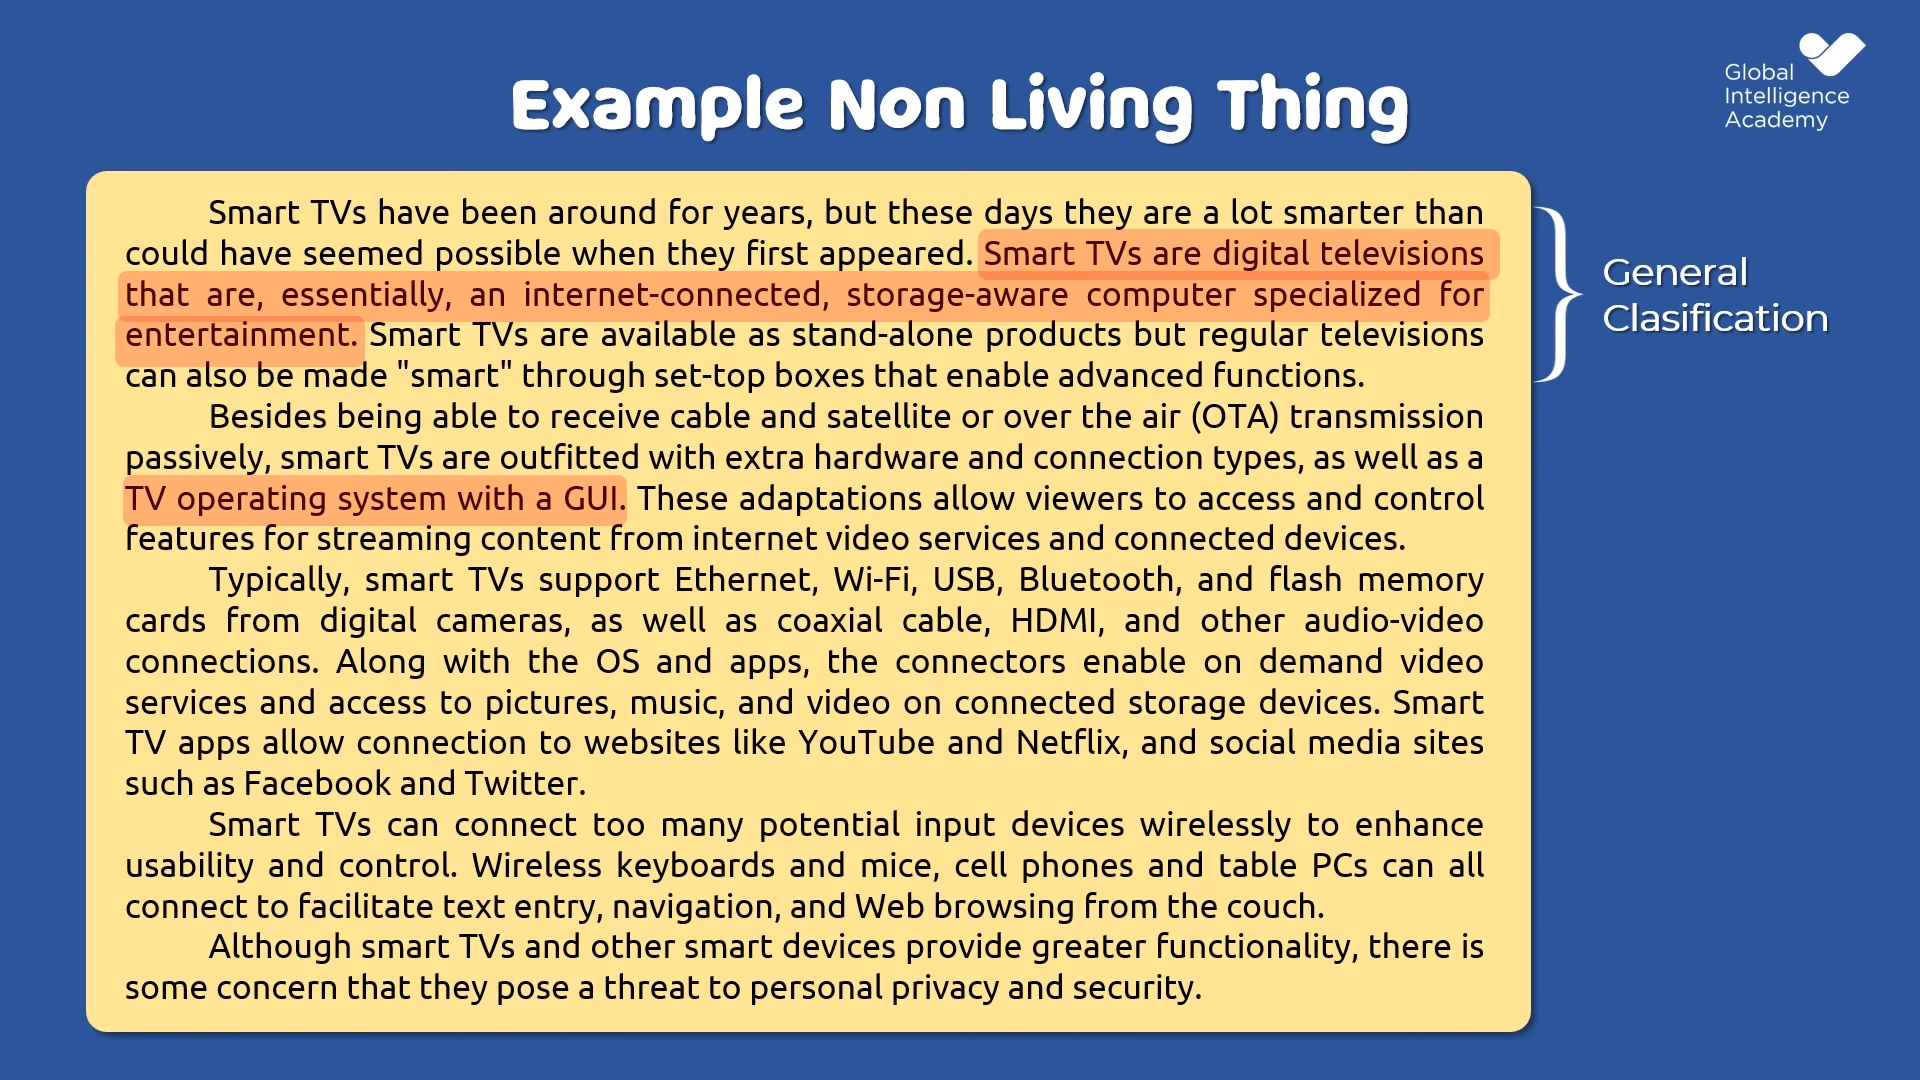 Global
Intelligence
Academy
Example Non Living Thing
Smart TVs have been around for years, but these days they are a lot smarter than
could have seemed possible when they first appeared. Smart TVs are digital televisions
that are, essentially, an internet-connected, storage-aware computer specialized for
entertainment. Smart TVs are available as stand-alone products but regular televisions
can also be made "smart" through set-top boxes that enable advanced functions.
Besides being able to receive cable and satellite or over the air (OTA) transmission
passively, smart TVs are outfitted with extra hardware and connection types, as well as a
TV operating system with a GUI. These adaptations allow viewers to access and control
features for streaming content from internet video services and connected devices.
Typically, smart TVs support Ethernet, Wi-Fi, USB, Bluetooth, and flash memory
cards from digital cameras, as well as coaxial cable, HDMI, and other audio-video
connections. Along with the OS and apps, the connectors enable on demand video
services and access to pictures, music, and video on connected storage devices. Smart
TV apps allow connection to websites like YouTube and Netflix, and social media sites
such as Facebook and Twitter.
Smart TVs can connect too many potential input devices wirelessly to enhance
usability and control. Wireless keyboards and mice, cell phones and table PCs can all
connect to facilitate text entry, navigation, and Web browsing from the couch.
Although smart TVs and other smart devices provide greater functionality, there is
some concern that they pose a threat to personal privacy and security.
General
Clasification